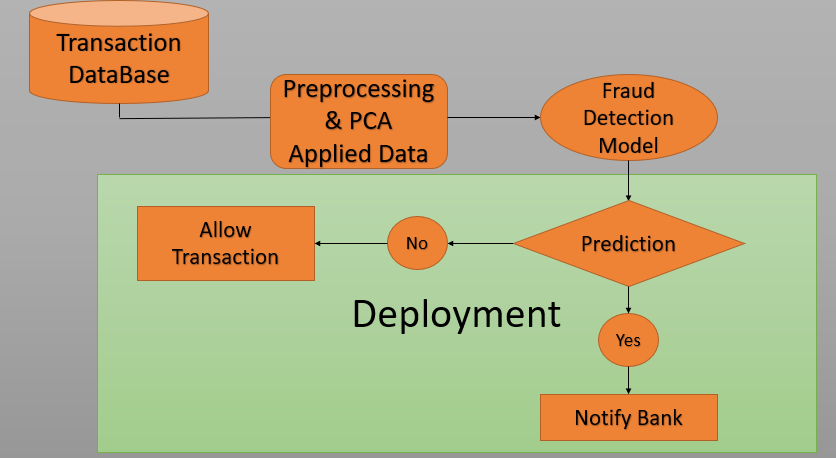 Transaction
DataBase
Preprocessing
& PCA
Applied Data
Fraud
Detection
Model
Allow
Transaction
No
Prediction
Deployment
Yes
Notify Bank